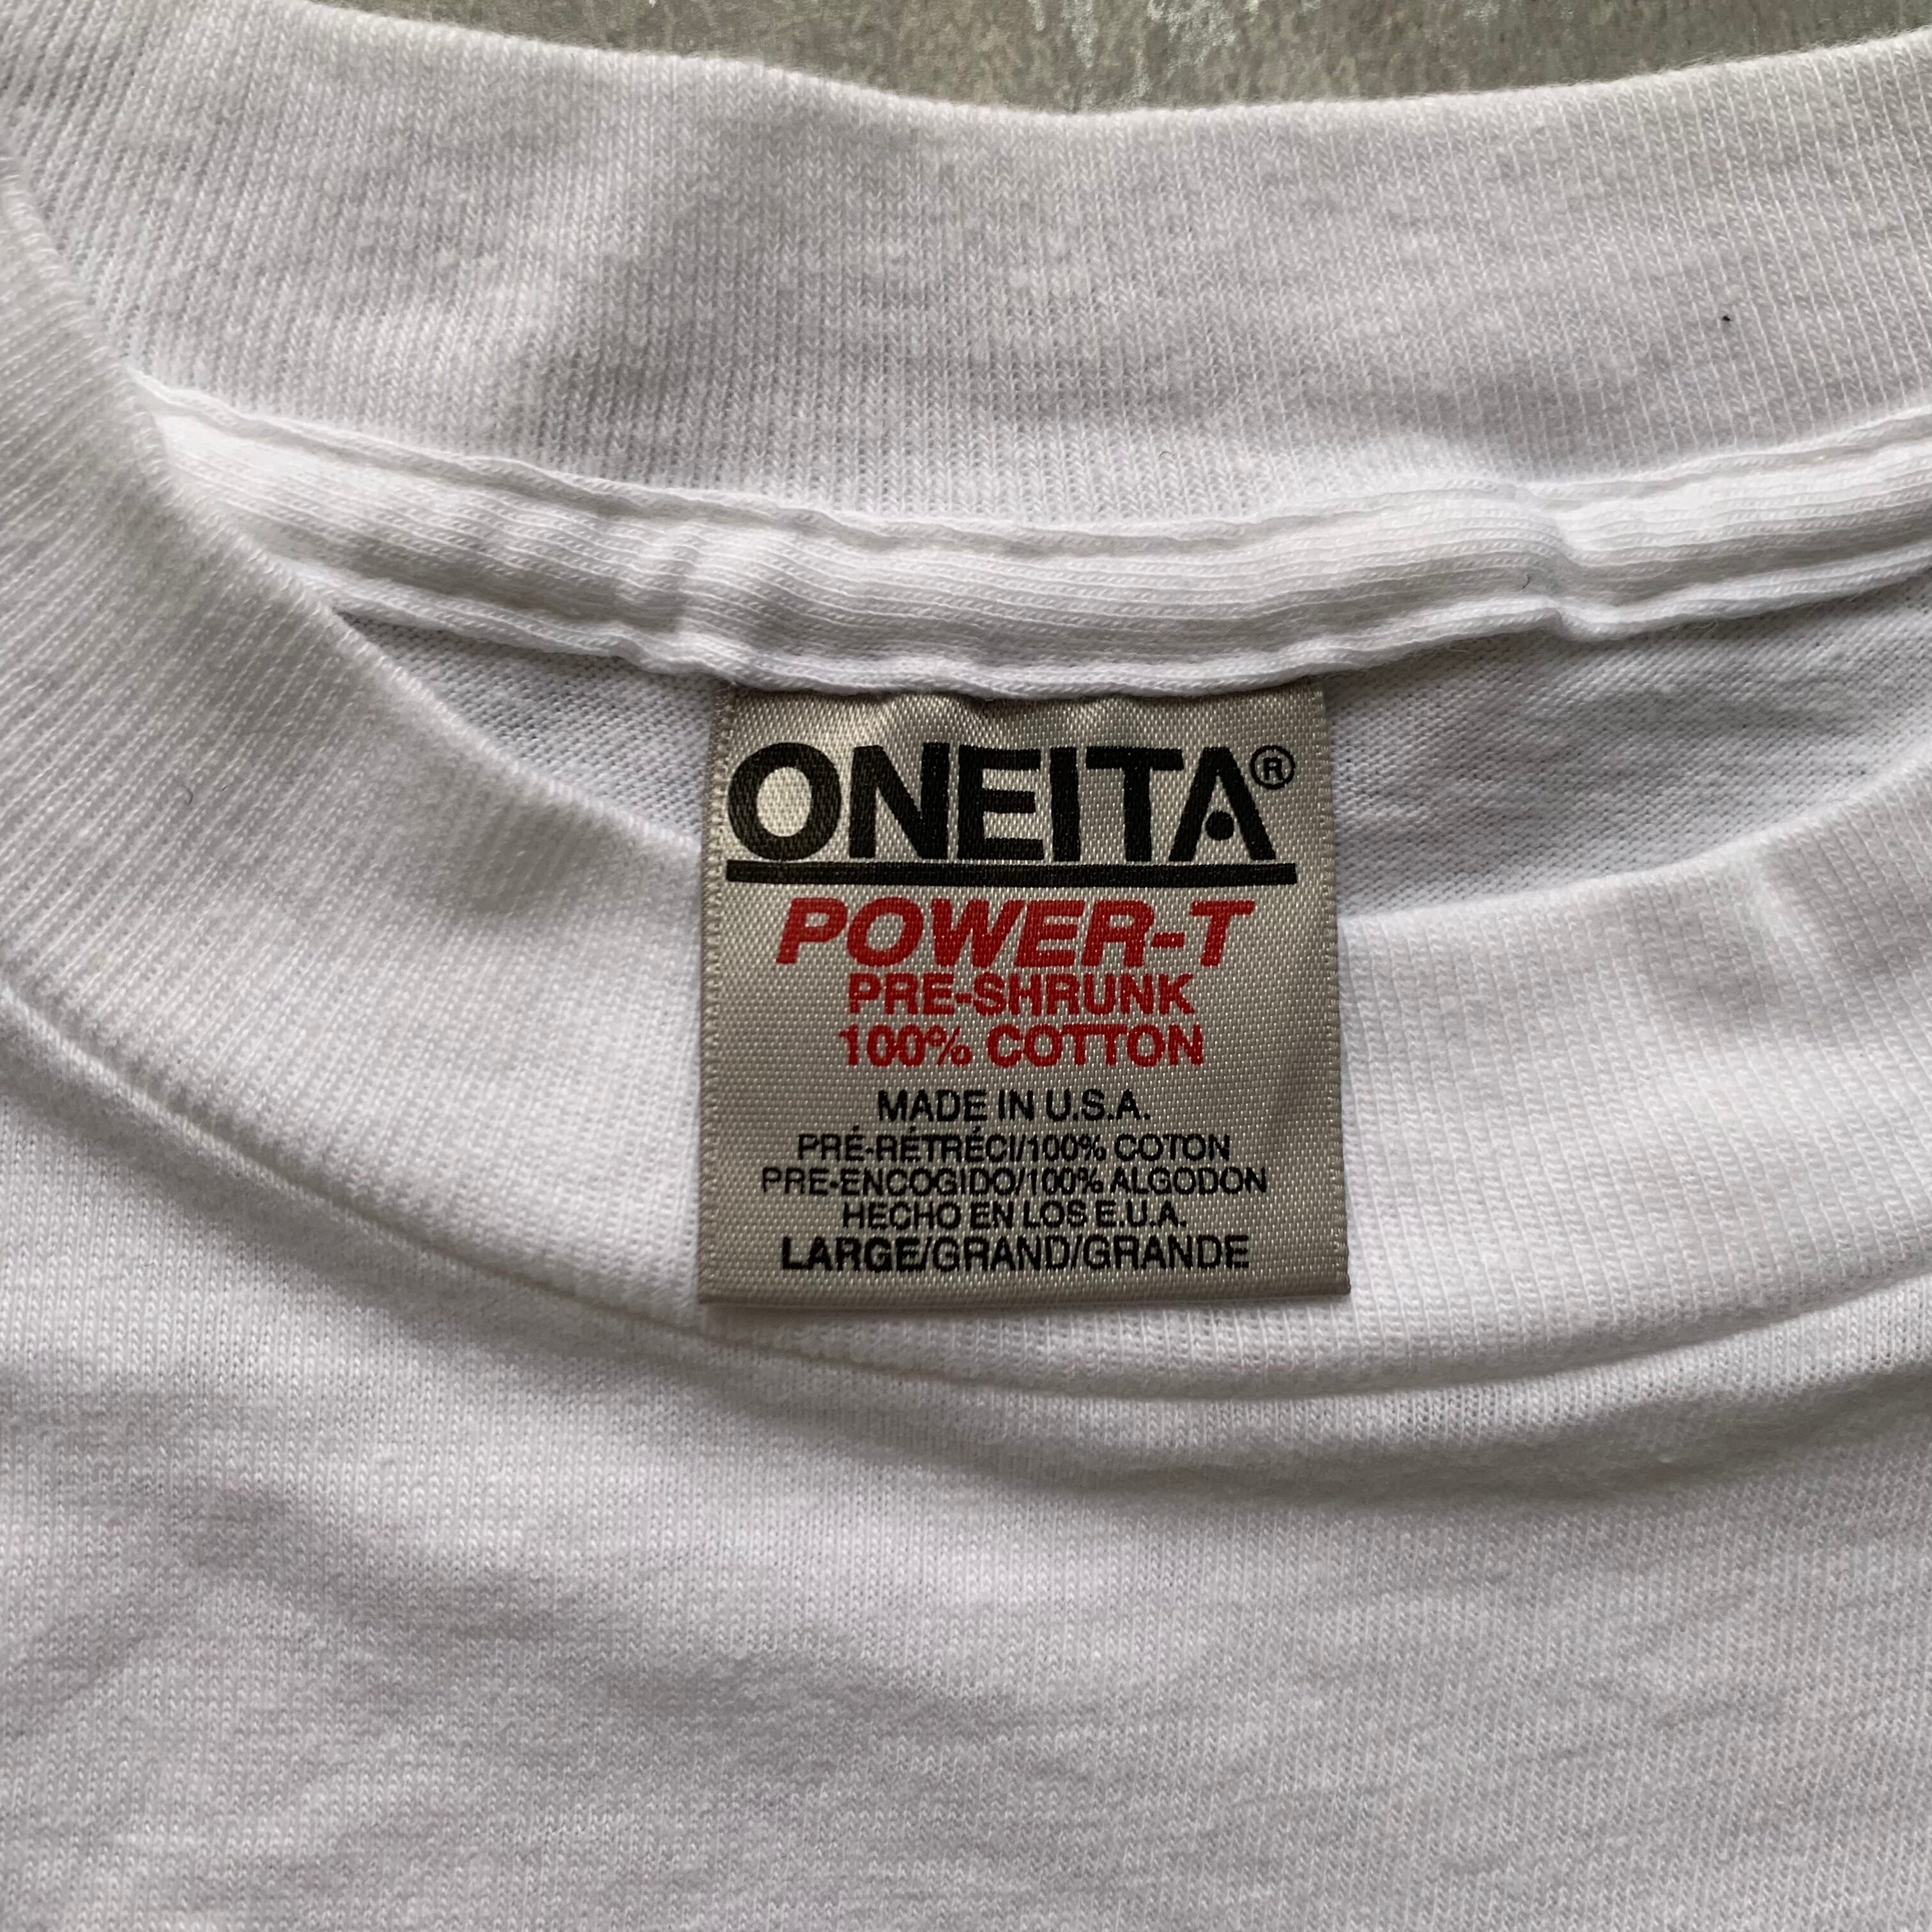 ONEITA®
POWER-T
PRE-SHRUNK
100% COTTON
MADE IN U.S.A.
PRÉ-RÉTRÉCI/100% COTON
PRE-ENCOGIDO/100% ALGODON
HECHO EN LOS E.U.A.
LARGE/GRAND/GRANDE